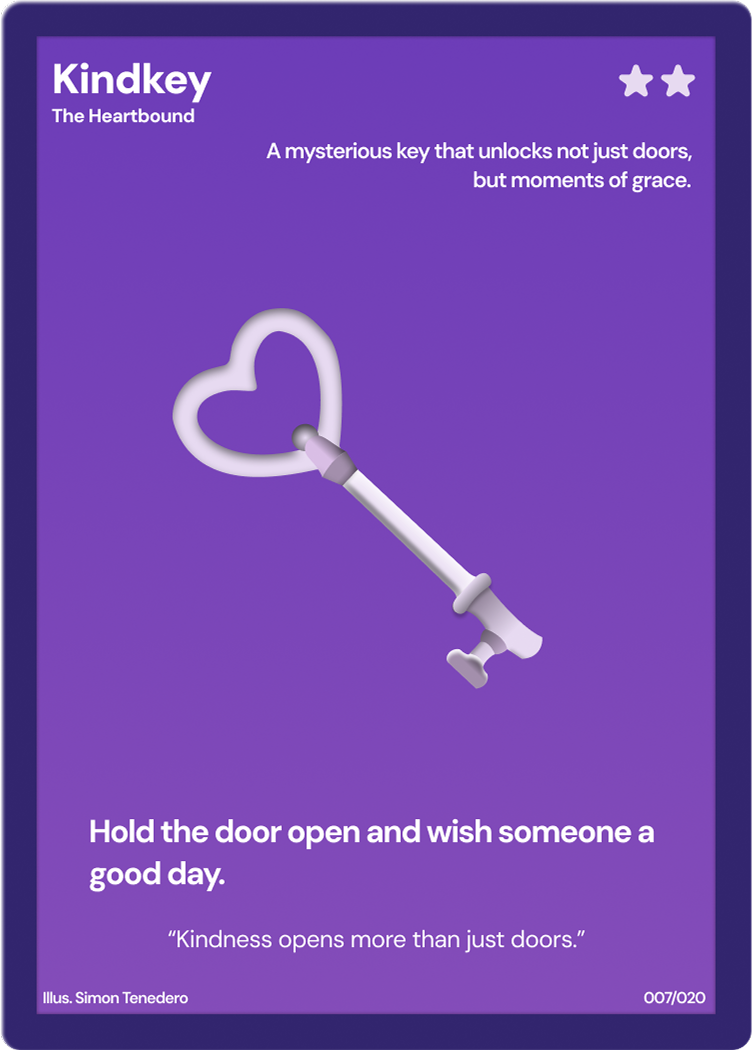 Kindkey
The Heartbound
A mysterious key that unlocks not just doors,
but moments of grace.
Hold the door open and wish someone a
good day.
“Kindness opens more than just doors.”
Illus. Simon Tenedero
007/020